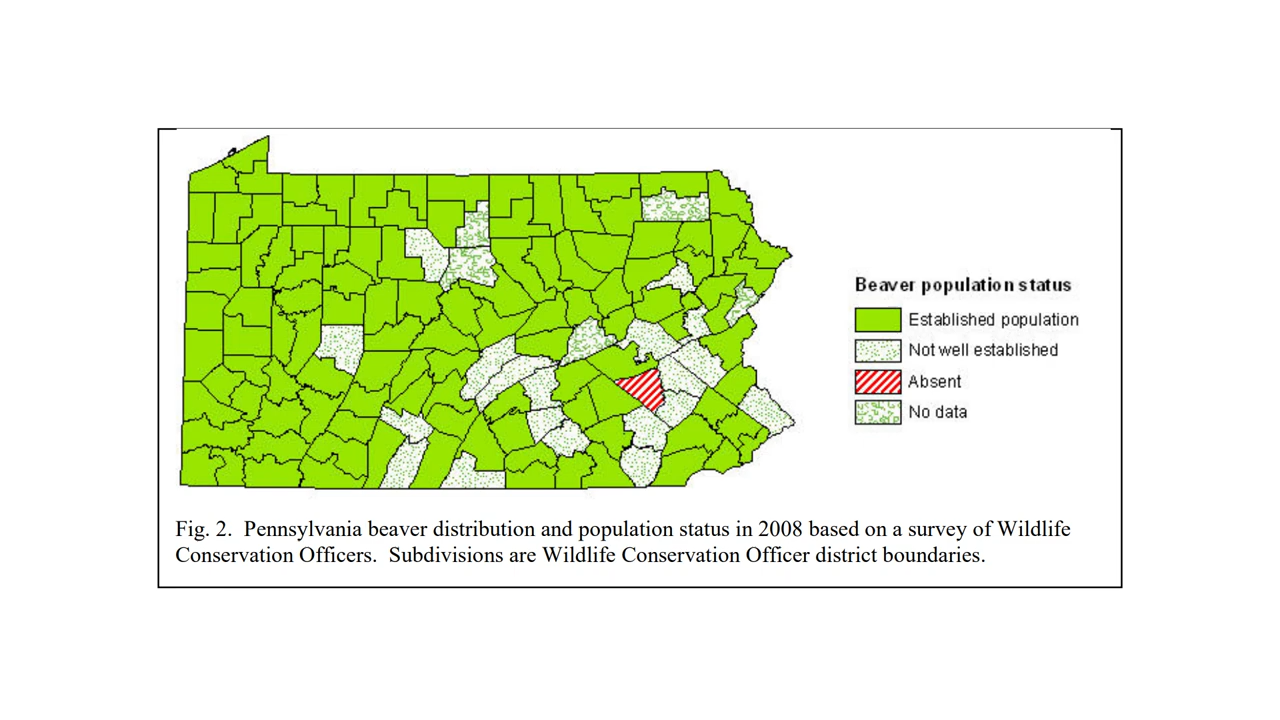 Beaver population status
Established population
Not well established
Absent
No data
Fig. 2.  Pennsylvania beaver distribution and population status in 2008 based on a survey of Wildlife
Conservation Officers.  Subdivisions are Wildlife Conservation Officer district boundaries.